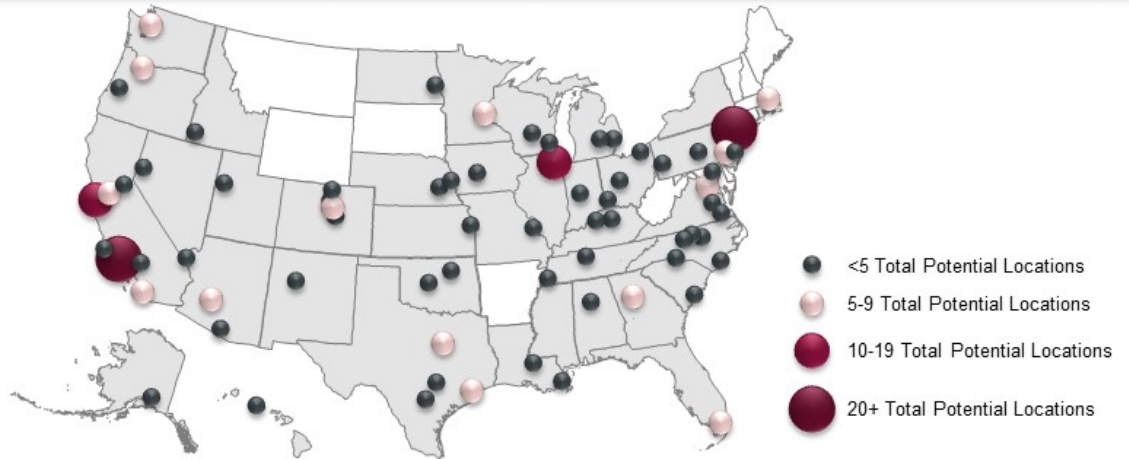 <5 Total Potential Locations
5-9 Total Potential Locations
10-19 Total Potential Locations
20+ Total Potential Locations